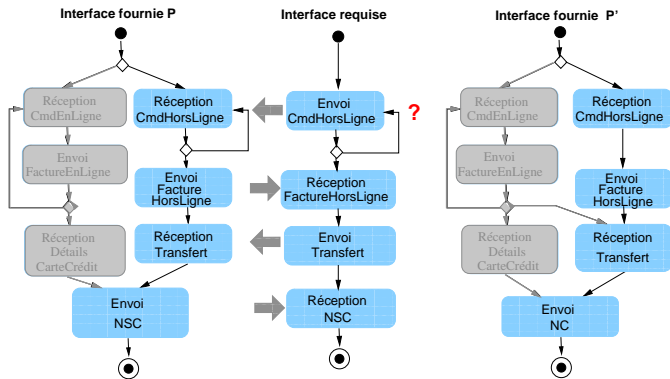 Interface fournie P
Réception
CmdEnLigne
Réception
CmdHorsLigne
Envoi
FactureEnLigne
Envoi
Facture
HorsLigne
Réception
Détails
CarteCrédit
Réception
Transfert
Envoi
NSC
Interface requise
Envoi
CmdHorsLigne
?
Réception
FactureHorsLigne
Envoi
Transfert
Réception
NSC
Interface fournie P'
Réception
CmdEnLigne
Réception
CmdHorsLigne
Envoi
FactureEnLigne
Envoi
Facture
HorsLigne
Réception
Détails
CarteCrédit
Réception
Transfert
Envoi
NC